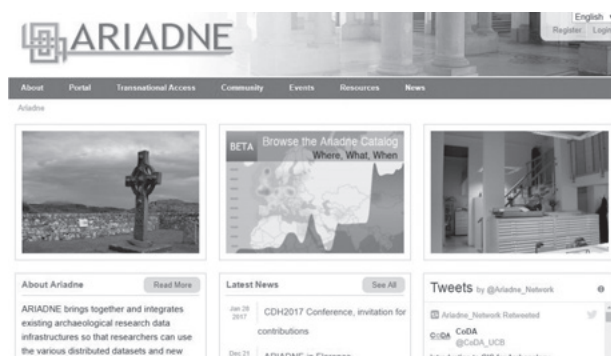 English
ARIADNE
Register Login
About Portal Transnational Access Community Events Resources News
Ariadne
BETA Browse the Ariadne Catalog
Where, What, When
About Ariadne Read More
ARIADNE brings together and integrates
existing archaeological research data
infrastructures so that researchers can use
the various distributed datasets and new
Latest News See All
Jan 28
2017
CDH2017 Conference, invitation for
contributions
Dec 21
ARIADNE in Florence
Tweets by @Ariadne_Network
Ariadne_Network Retweeted
CoDA CoDA
@CoDA_UCB